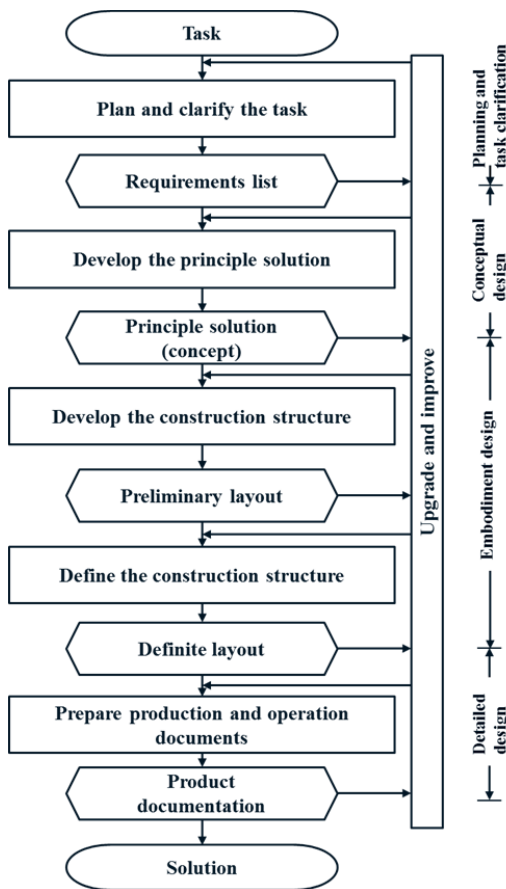 Task
Plan and clarify the task
Requirements list
Develop the principle solution
Principle solution
(concept)
Develop the construction structure
Preliminary layout
Define the construction structure
Definite layout
Prepare production and operation
documents
Product
documentation
Solution
Upgrade and improve
Planning and
task clarification
Conceptual
design
Embodiment design
Detailed
design